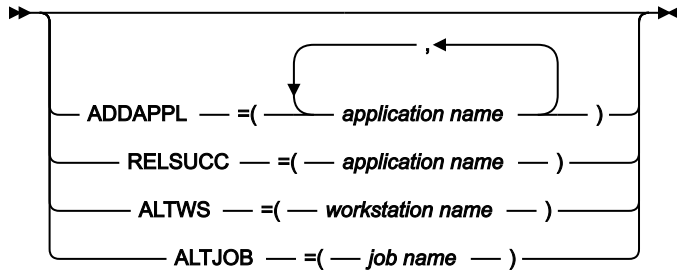 ,
ADDAPPL =( application name )
RELSUCC =( application name )
ALTWS =( workstation name )
ALTJOB =( job name )